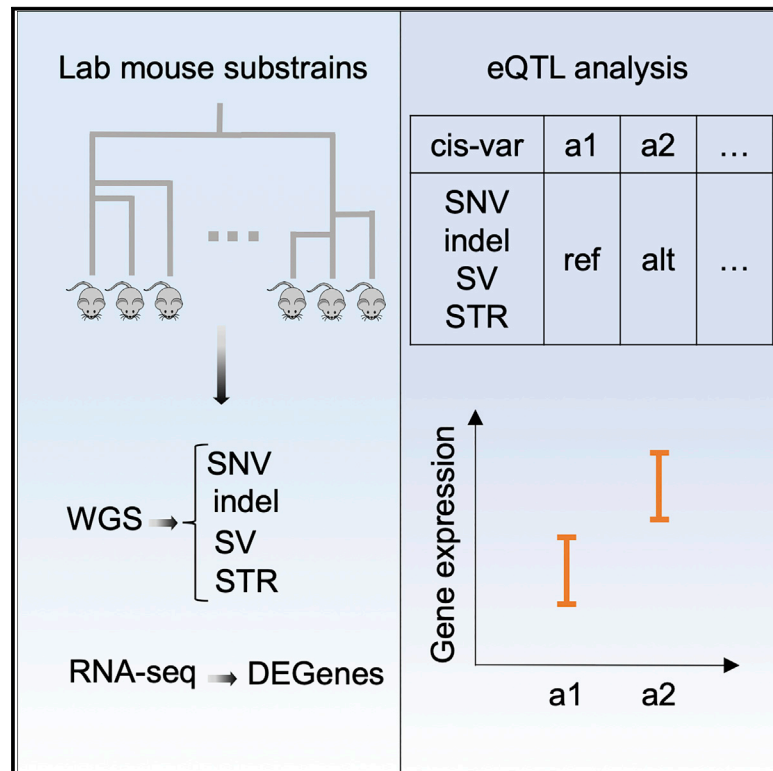 Lab mouse substrains
WGS
SNV
indel
SV
STR
RNA-seq
DEGenes
eQTL analysis
cis-var a1 a2 ...
SNV
indel
SV
STR
ref alt ...
Gene expression
a1 a2